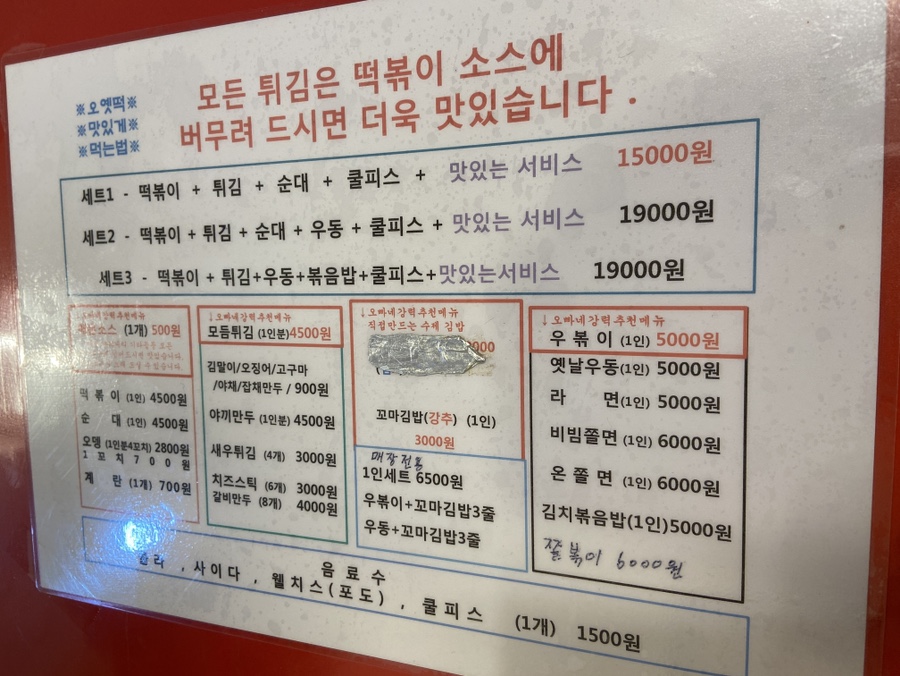 ※오옛떡※
※맛있게※
※먹는법※
모든 튀김은 떡볶이 소스에
버무려 드시면 더욱 맛있습니다.
세트1 - 떡볶이 + 튀김 + 순대 + 쿨피스 + 맛있는 서비스 15000원
세트2 - 떡볶이 + 튀김 + 순대 + 우동 + 쿨피스 + 맛있는 서비스 19000원
세트3 - 떡볶이 + 튀김+우동+볶음밥+쿨피스+맛있는서비스 19000원
오빠네강력추천메뉴
소스 (1개) 500원
떡볶이 (1인) 4500원
순대 (1인) 4500원
오뎅 (1인분4꼬치) 2800원
1꼬치700원
계란 (1개) 700원
↓오빠네강력추천메뉴
모듬튀김 (1인분)4500원
김말이/오징어/고구마
/야채/잡채만두 / 900원
야끼만두 (1인분) 4500원
새우튀김 (4개) 3000원
치즈스틱 (6개) 3000원
갈비만두 (8개) 4000원
↓오빠네강력추천메뉴
직접만드는 수제 김밥
꼬마김밥(강추) (1인)
3000원
매장전용
1인세트 6500원
우볶이+꼬마김밥3줄
우동+꼬마김밥3줄
↓오빠네강력추천메뉴
우볶이 (1인) 5000원
옛날우동(1인) 5000원
라면(1인) 5000원
비빔쫄면 (1인) 6000원
온쫄면 (1인) 6000원
김치볶음밥(1인)5000원
쫄볶이 6000원
음료수
콜라 , 사이다 , 웰치스(포도) , 쿨피스 (1개) 1500원